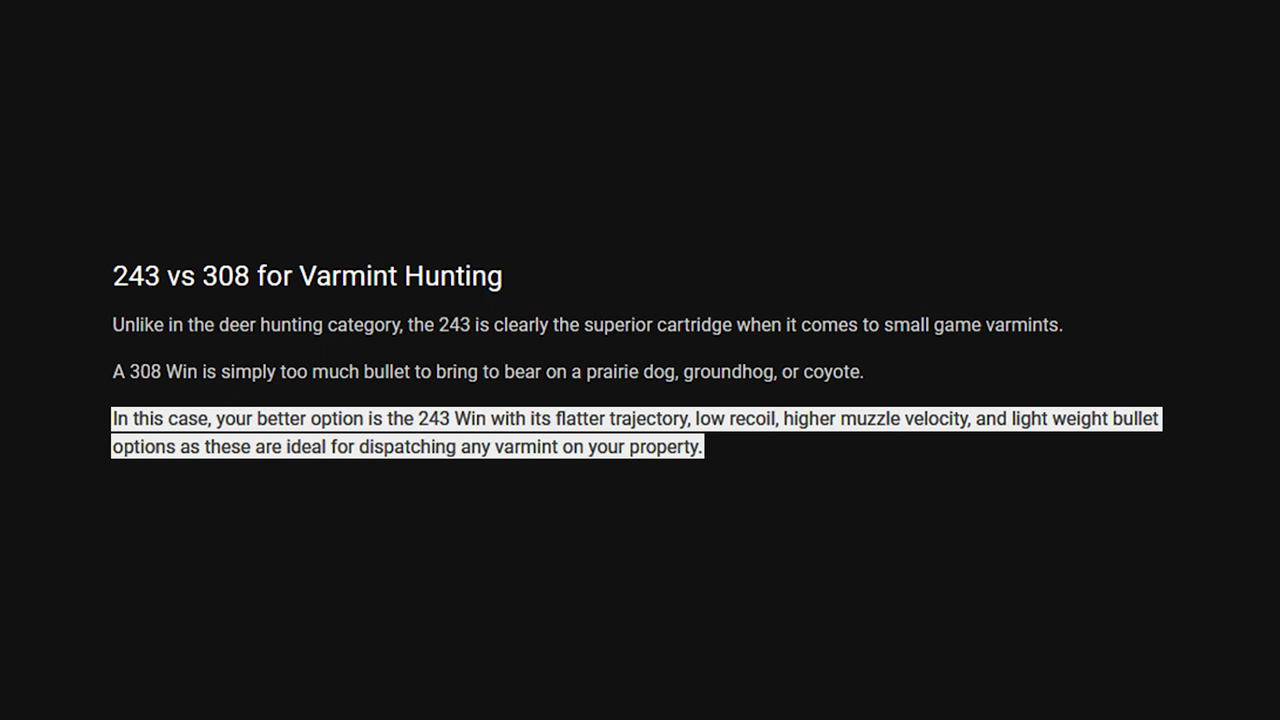 243 vs 308 for Varmint Hunting
Unlike in the deer hunting category, the 243 is clearly the superior cartridge when it comes to small game varmints.
A 308 Win is simply too much bullet to bring to bear on a prairie dog, groundhog, or coyote.
In this case, your better option is the 243 Win with its flatter trajectory, low recoil, higher muzzle velocity, and light weight bullet
options as these are ideal for dispatching any varmint on your property.